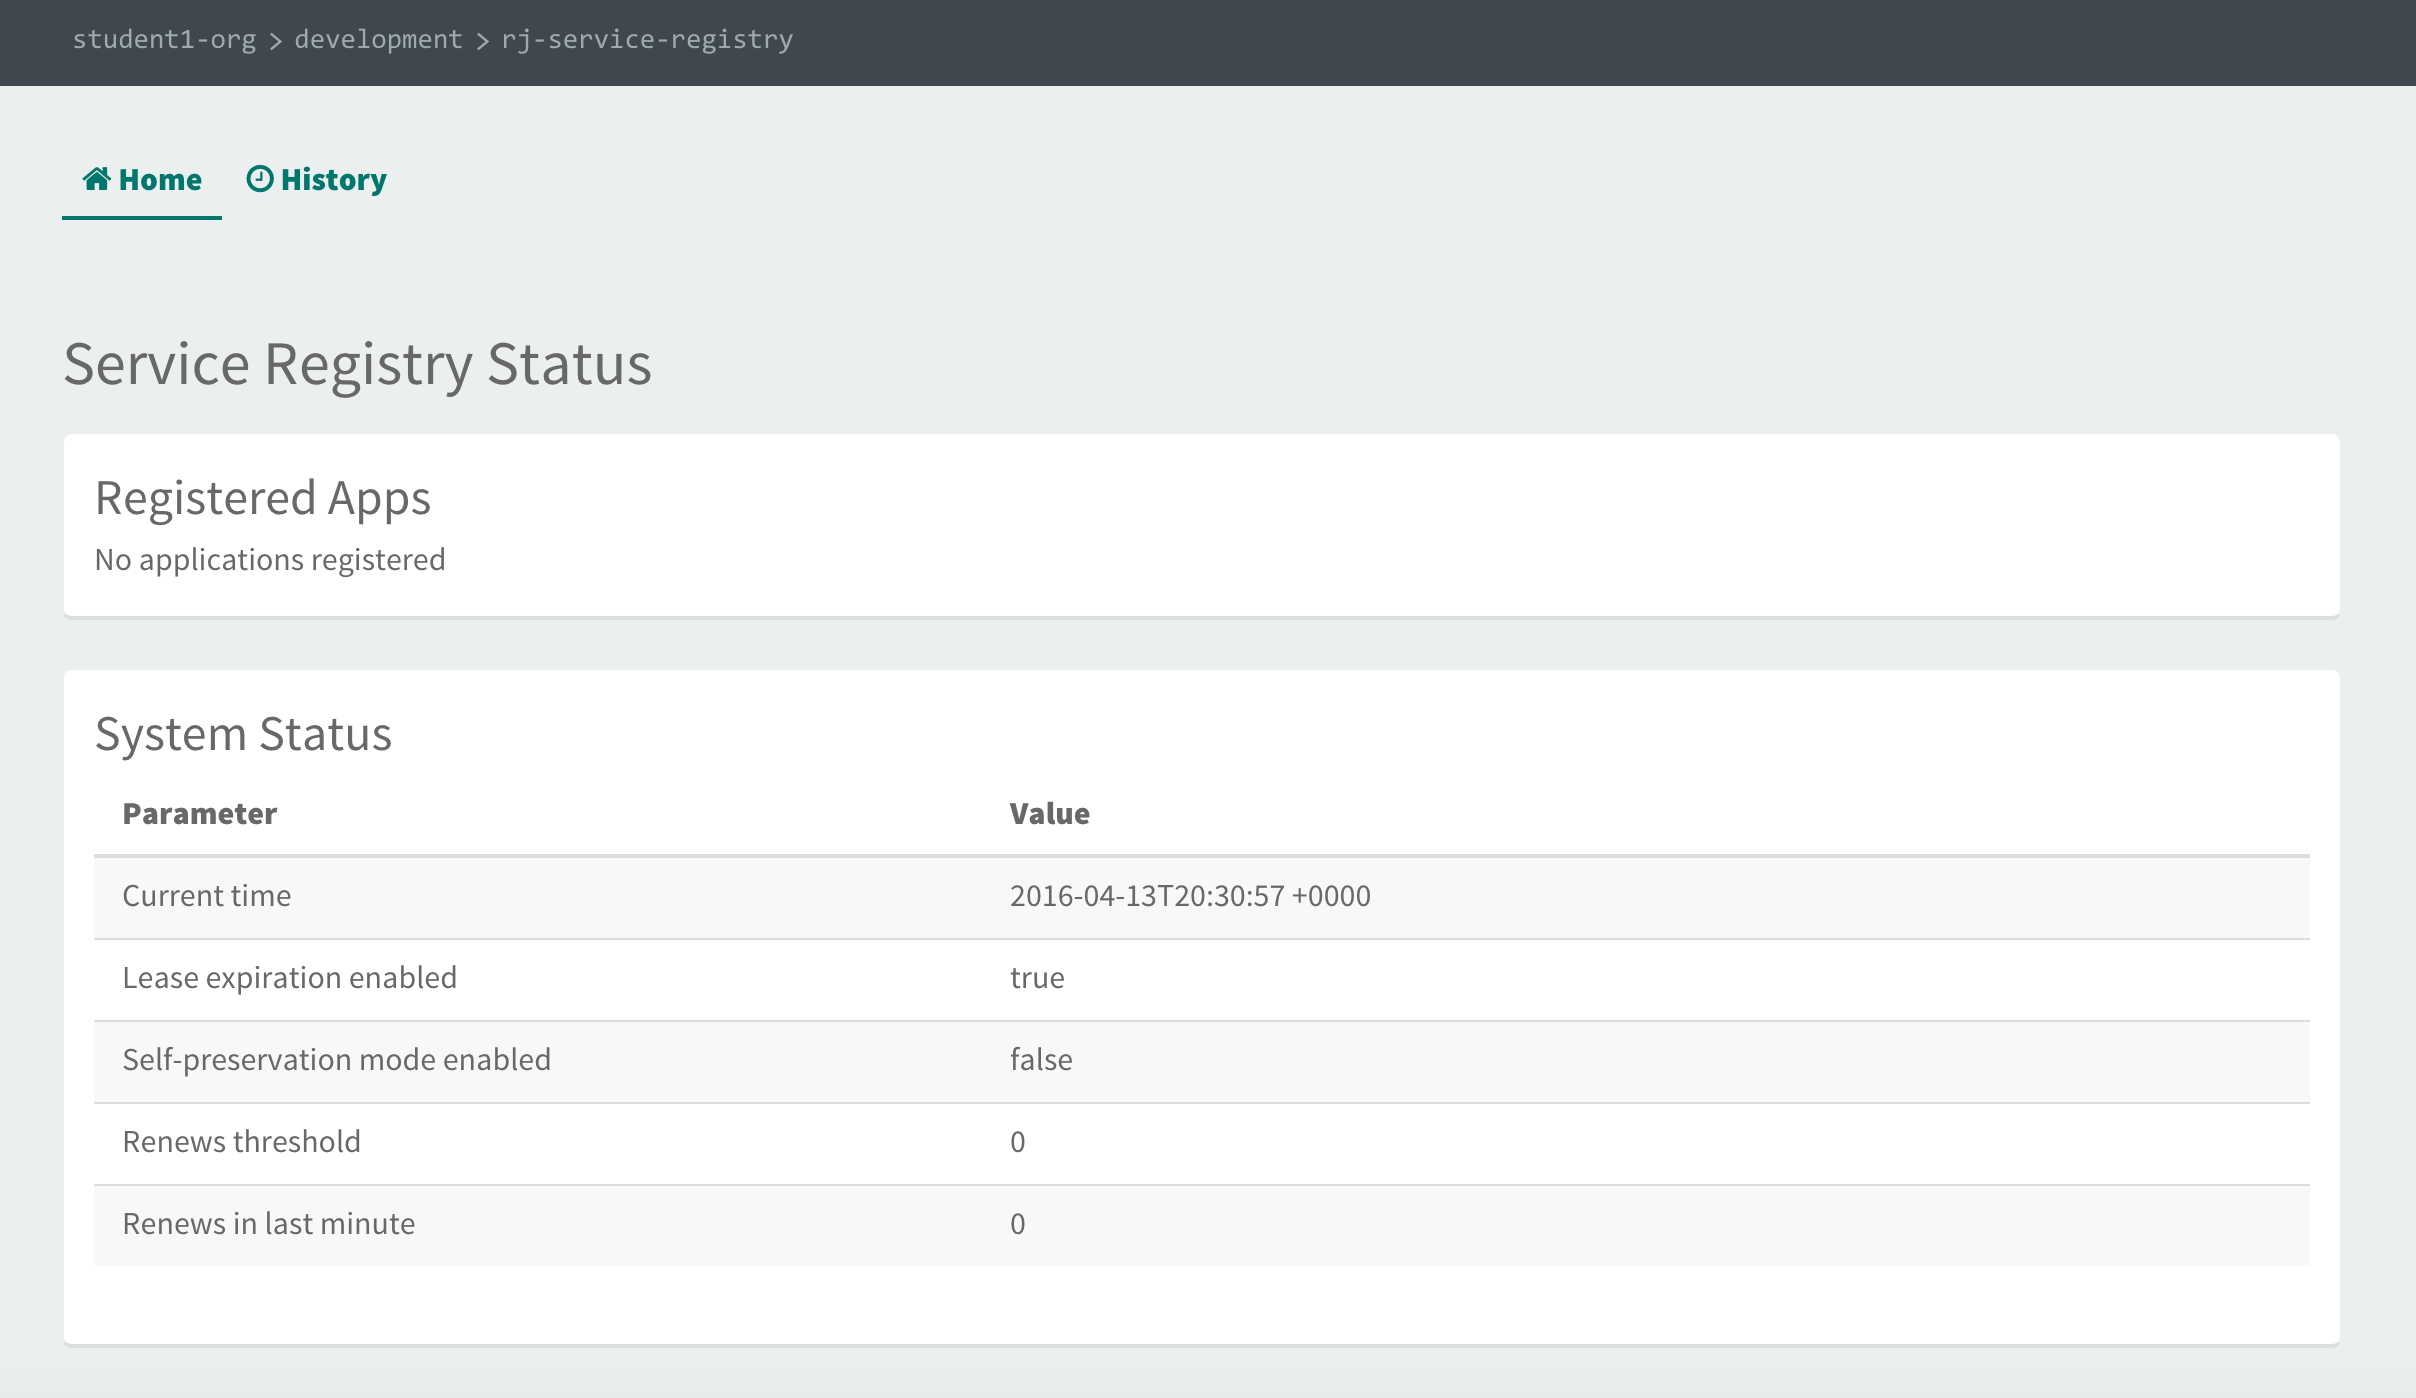 student1-org > development > rj-service-registry
Home History
Service Registry Status
Registered Apps
No applications registered
System Status
Parameter Value
Current time 2016-04-13T20:30:57 +0000
Lease expiration enabled true
Self-preservation mode enabled false
Renews threshold 0
Renews in last minute 0